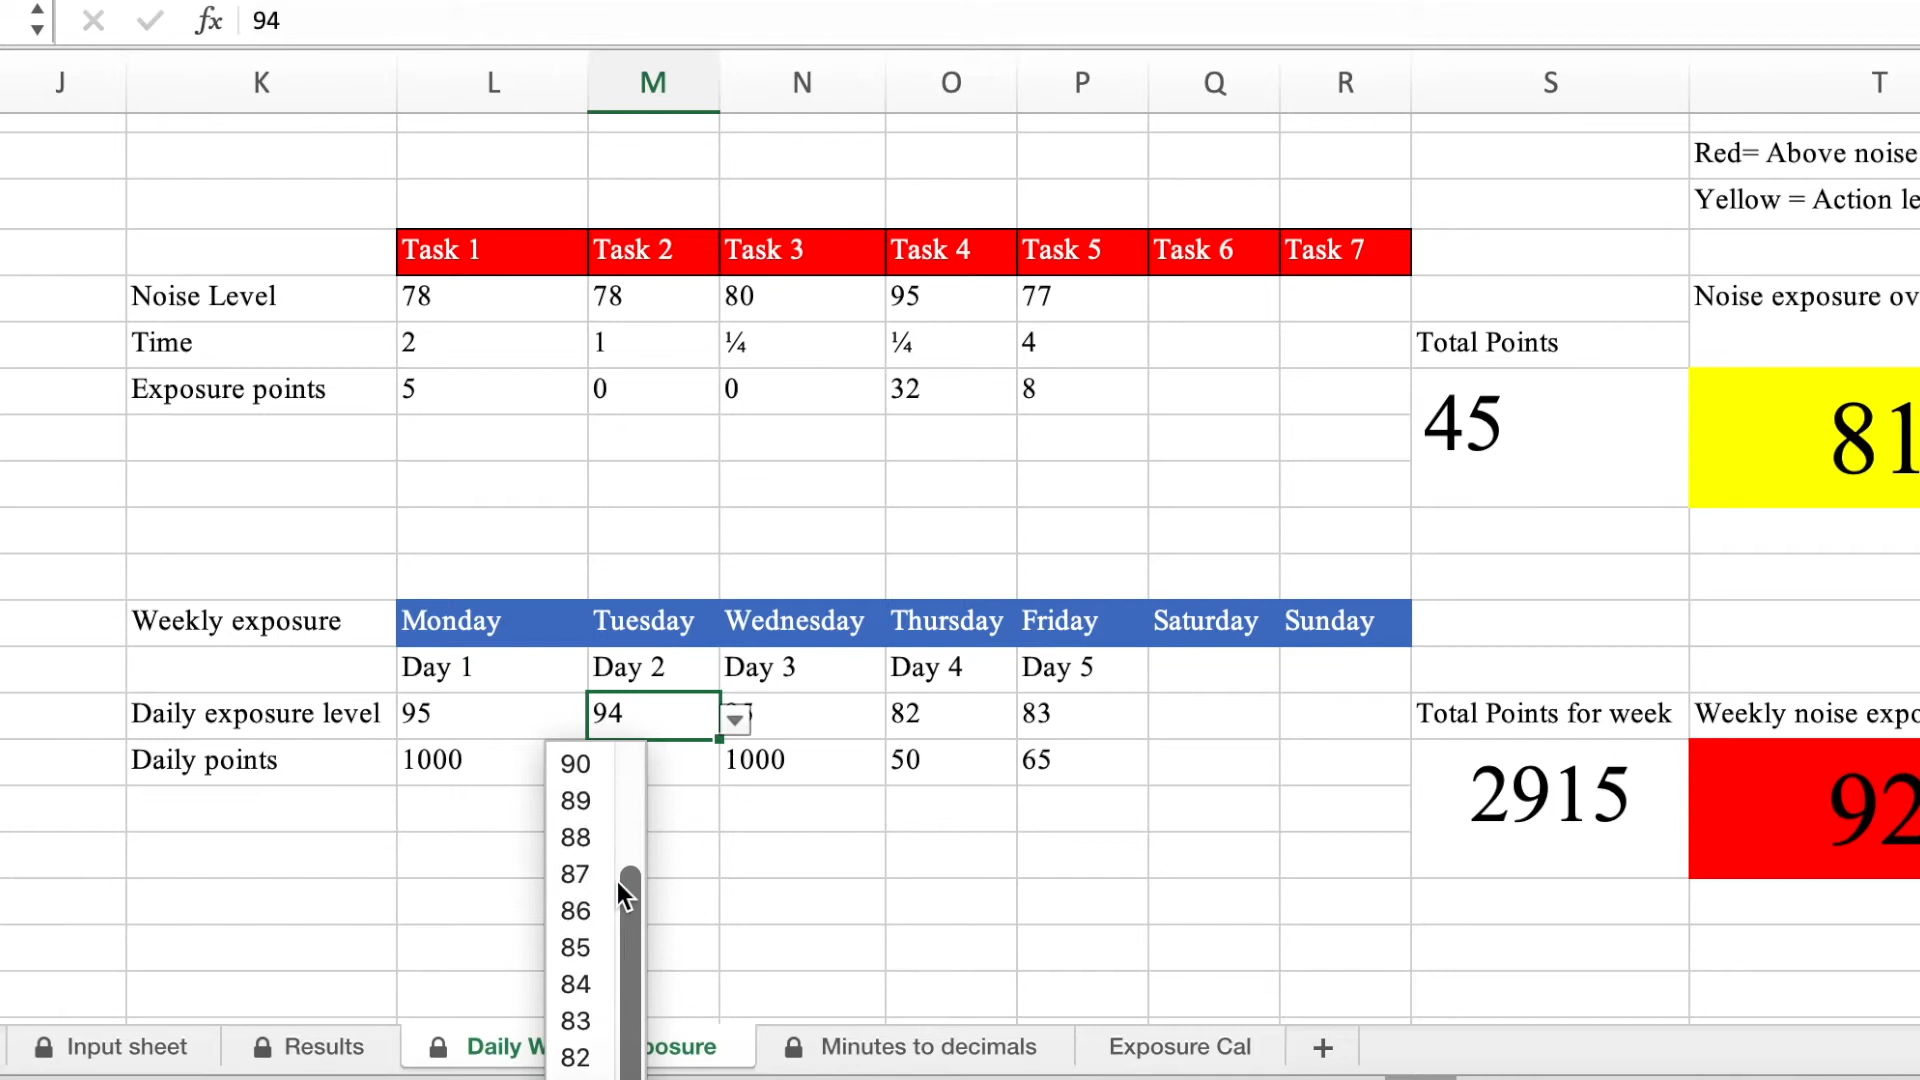 fx 94
J K L M N O P Q R S T
Red= Above noise
Yellow = Action le
Task 1 Task 2 Task 3 Task 4 Task 5 Task 6 Task 7
Noise Level 78 78 80 95 77 Noise exposure ov
Time 2 1 ¼ ¼ 4 Total Points
Exposure points 5 0 0 32 8 45 81
Weekly exposure Monday Tuesday Wednesday Thursday Friday Saturday Sunday
Day 1 Day 2 Day 3 Day 4 Day 5
Daily exposure level 95 94 82 83 Total Points for week Weekly noise expo
Daily points 1000 1000 50 65 2915 92
90
89
88
87
86
85
84
83
82
Input sheet Results Daily W posure Minutes to decimals Exposure Cal +